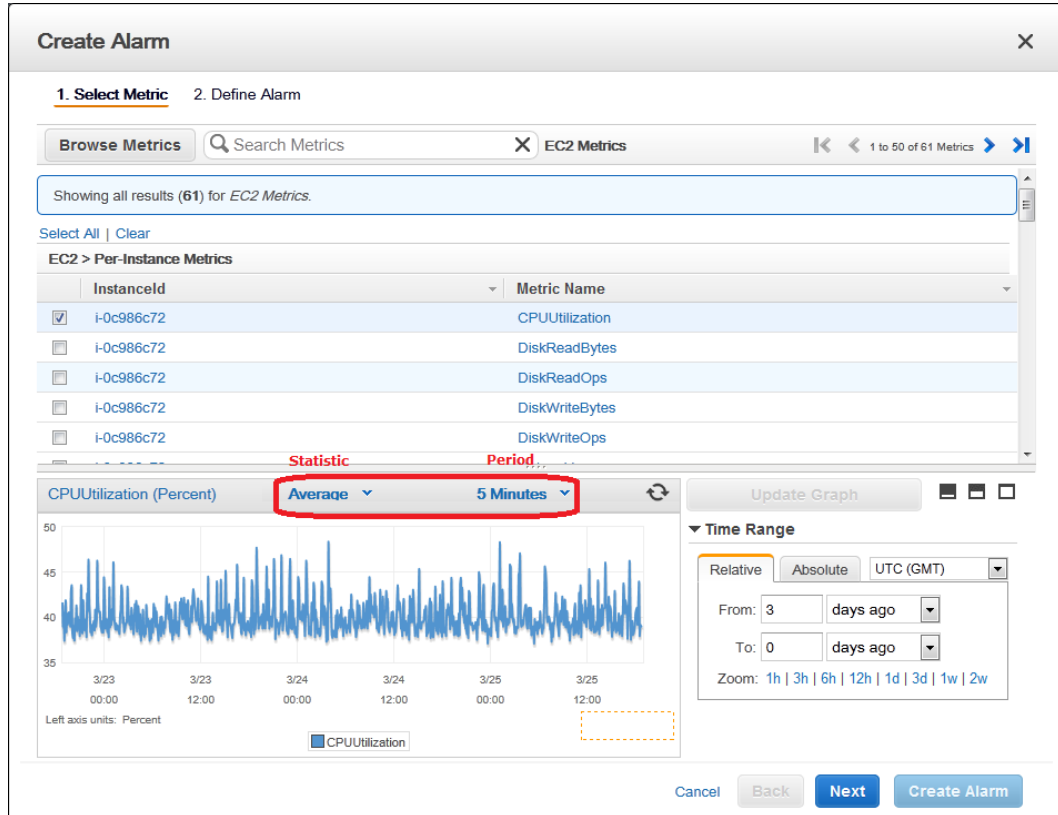 Create Alarm
1. Select Metric 2. Define Alarm
Browse Metrics Search Metrics EC2 Metrics 1 to 50 of 61 Metrics
Showing all results (61) for EC2 Metrics.
Select All | Clear
EC2 > Per-Instance Metrics
InstanceId Metric Name
i-0c986c72 CPUUtilization
i-0c986c72 DiskReadBytes
i-0c986c72 DiskReadOps
i-0c986c72 DiskWriteBytes
i-0c986c72 DiskWriteOps
Statistic Period
CPUUtilization (Percent) Average 5 Minutes Update Graph
Time Range
Relative Absolute UTC (GMT)
From: 3 days ago
To: 0 days ago
Zoom: 1h | 3h | 6h | 12h | 1d | 3d | 1w | 2w
50
45
40
35
3/23 3/23 3/24 3/24 3/25 3/25
00:00 12:00 00:00 12:00 00:00 12:00
Left axis units: Percent
CPUUtilization
Cancel Back Next Create Alarm